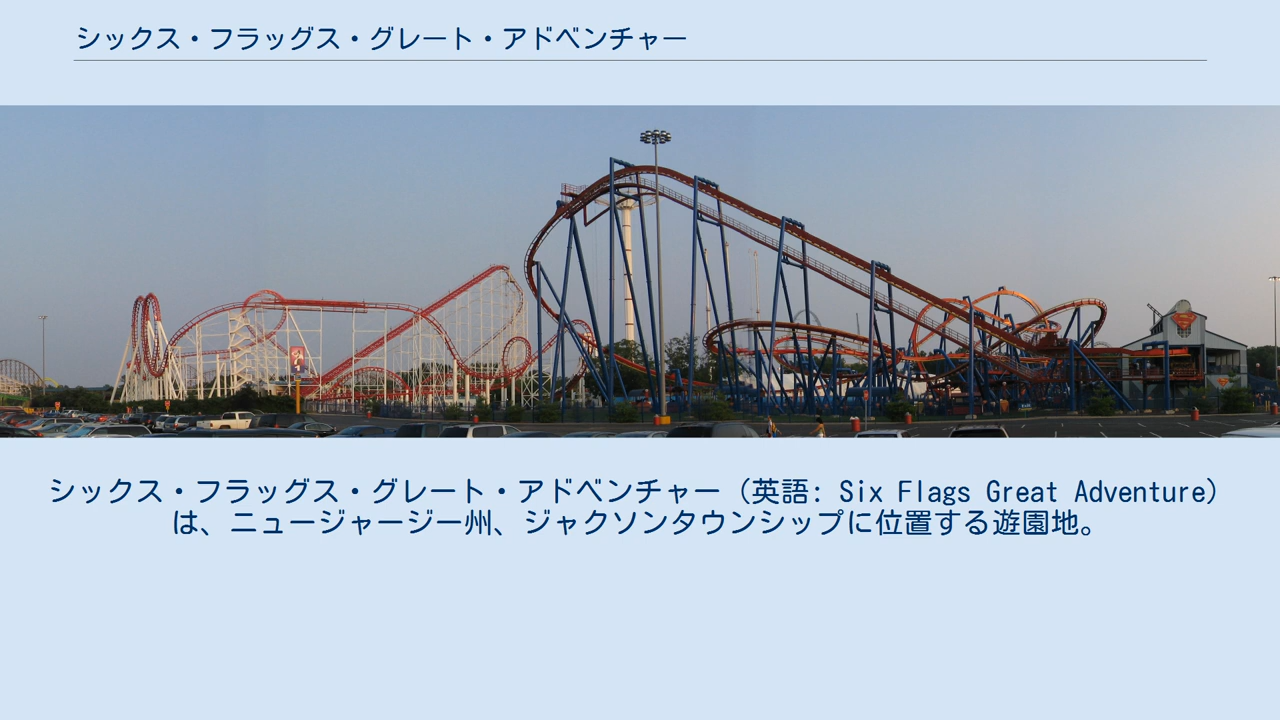 シックス・フラッグス・グレート・アドベンチャー
シックス・フラッグス・グレート・アドベンチャー（英語: Six Flags Great Adventure）
は、ニュージャージー州、ジャクソンタウンシップに位置する遊園地。